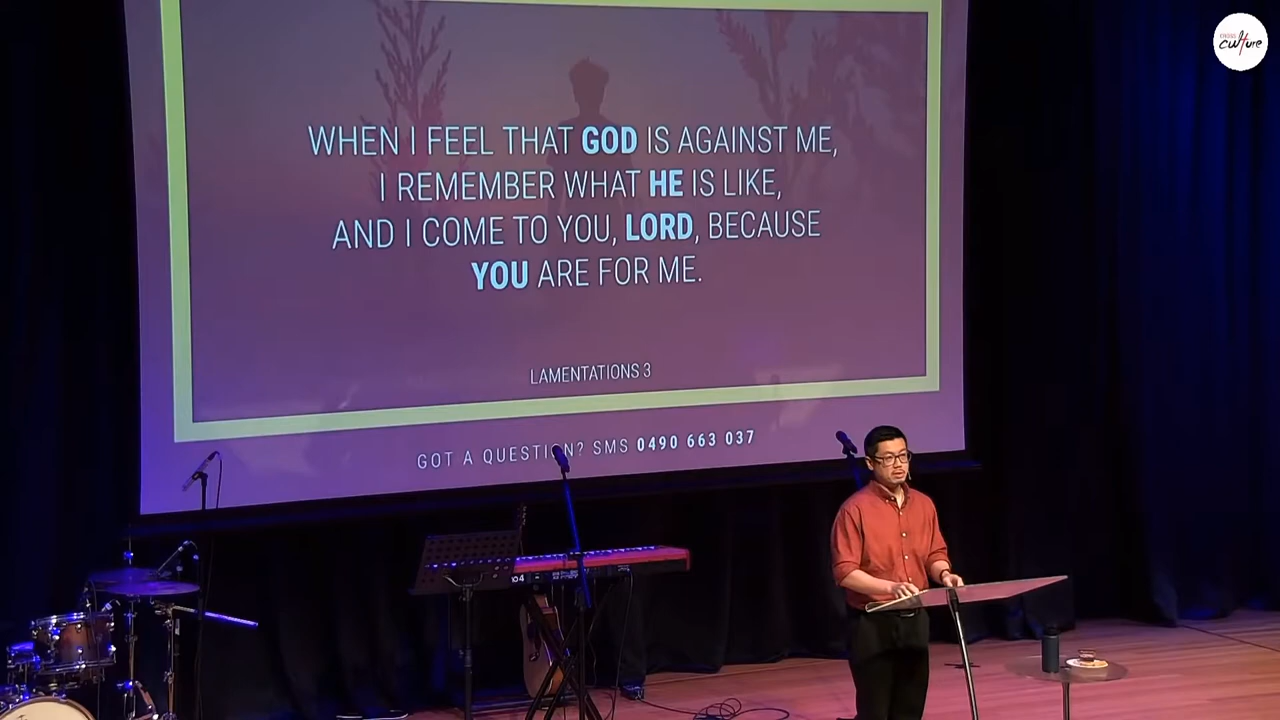 CROSS
culture
WHEN I FEEL THAT GOD IS AGAINST ME,
I REMEMBER WHAT HE IS LIKE,
AND I COME TO YOU, LORD, BECAUSE
YOU ARE FOR ME.
LAMENTATIONS 3
GOT A QUESTION? SMS 0490 663 037